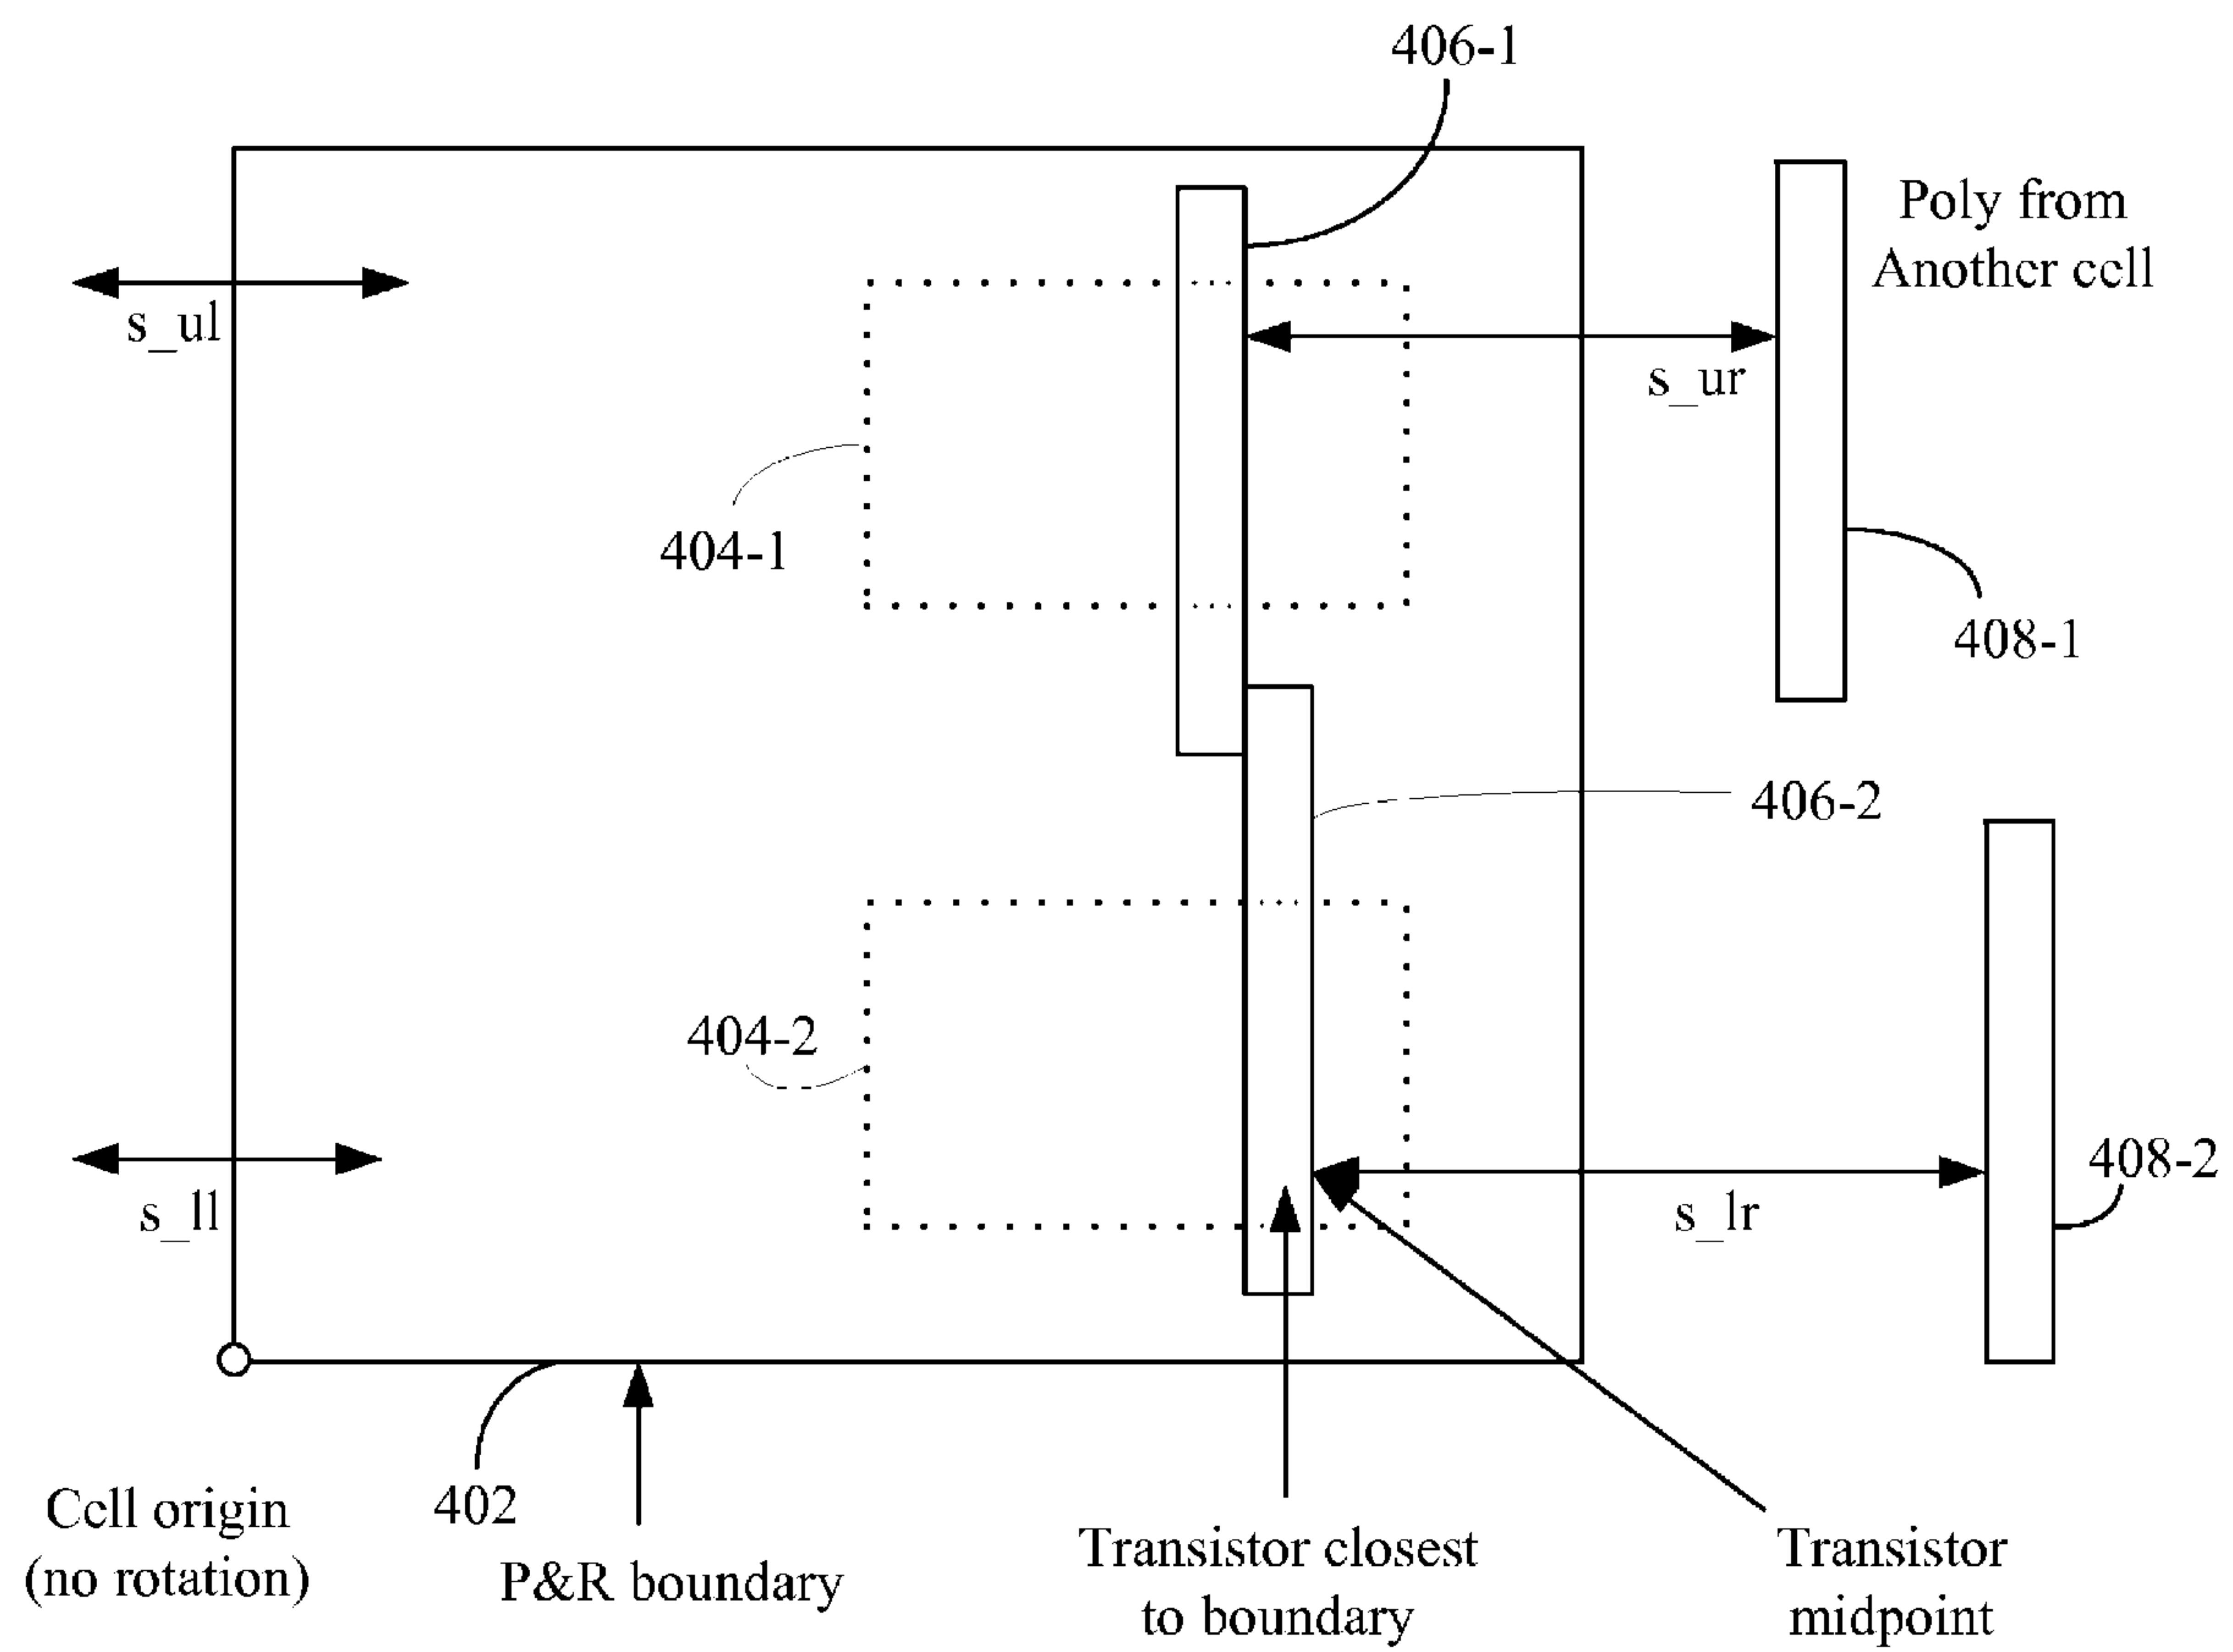 406-1
Poly from
Another cell
s_ul
s_ur
404-1
408-1
406-2
404-2
408-2
s_ll
s_lr
Cell origin
(no rotation)
402
P&R boundary
Transistor closest
to boundary
Transistor
midpoint